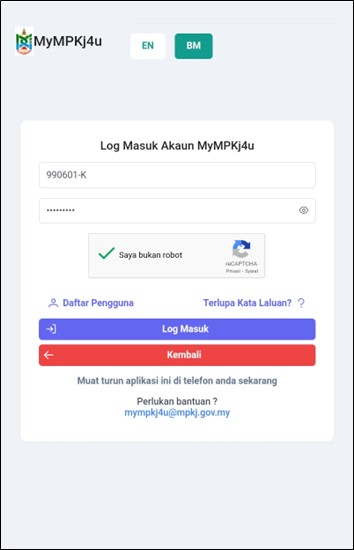 MyMPKj4u
EN
BM
Log Masuk Akaun MyMPKj4u
990601-K
•••••••••
Saya bukan robot
reCAPTCHA
Privasi - Syarat
Daftar Pengguna
Terlupa Kata Laluan? ?
Log Masuk
Kembali
Muat turun aplikasi ini di telefon anda sekarang
Perlukan bantuan ?
mympkj4u@mpkj.gov.my